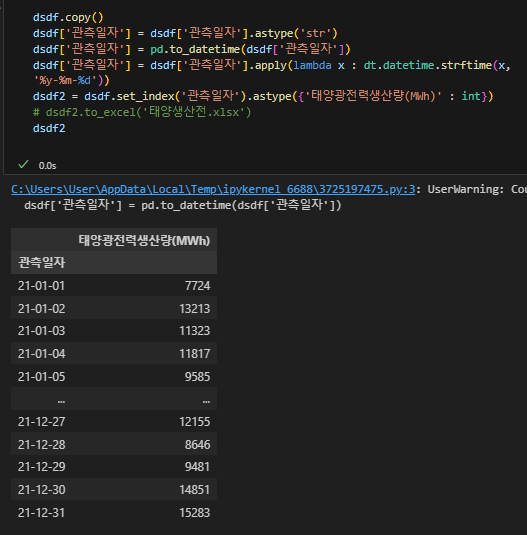 dsdf.copy()
dsdf['관측일자'] = dsdf['관측일자'].astype('str')
dsdf['관측일자'] = pd.to_datetime(dsdf['관측일자'])
dsdf['관측일자'] = dsdf['관측일자'].apply(lambda x : dt.datetime.strftime(x,
'%y-%m-%d'))
dsdf2 = dsdf.set_index('관측일자').astype({'태양광전력생산량(MWh)' : int})
# dsdf2.to_excel('태양생산전.xlsx')
dsdf2
0.0s
C:\Users\User\AppData\Local\Temp\ipykernel_6688\3725197475.py:3: UserWarning: Cou
dsdf['관측일자'] = pd.to_datetime(dsdf['관측일자'])
태양광전력생산량(MWh)
관측일자
21-01-01 7724
21-01-02 13213
21-01-03 11323
21-01-04 11817
21-01-05 9585
... ...
21-12-27 12155
21-12-28 8646
21-12-29 9481
21-12-30 14851
21-12-31 15283